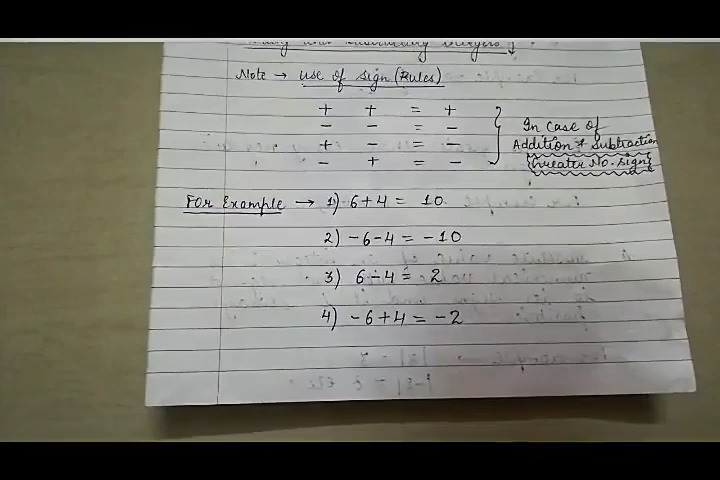 Note → use of sign (Rules)
+ + = +
- - = -
+ - = -
- + = -
In case of
Addition & Subtraction
Greater No. sign
For Example → 1) 6 + 4 = 10
2) - 6 - 4 = - 10
3) 6 - 4 = 2
4) - 6 + 4 = - 2